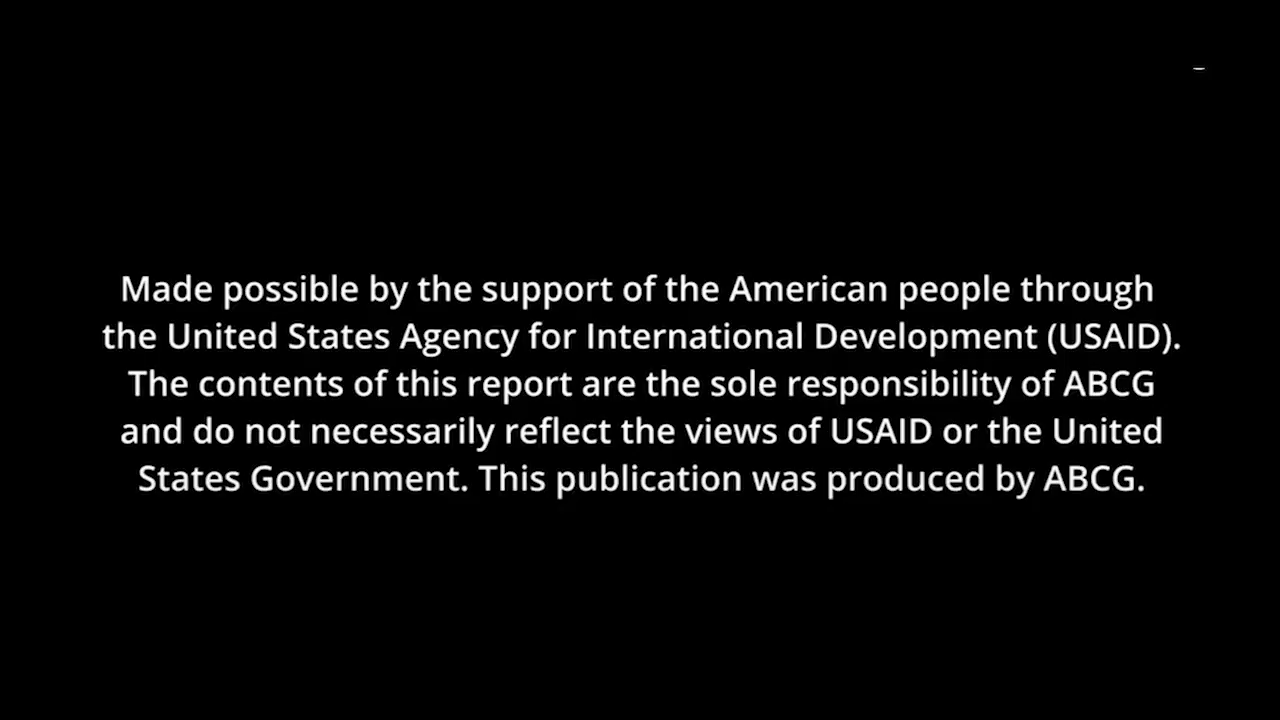 Made possible by the support of the American people through
the United States Agency for International Development (USAID).
The contents of this report are the sole responsibility of ABCG
and do not necessarily reflect the views of USAID or the United
States Government. This publication was produced by ABCG.